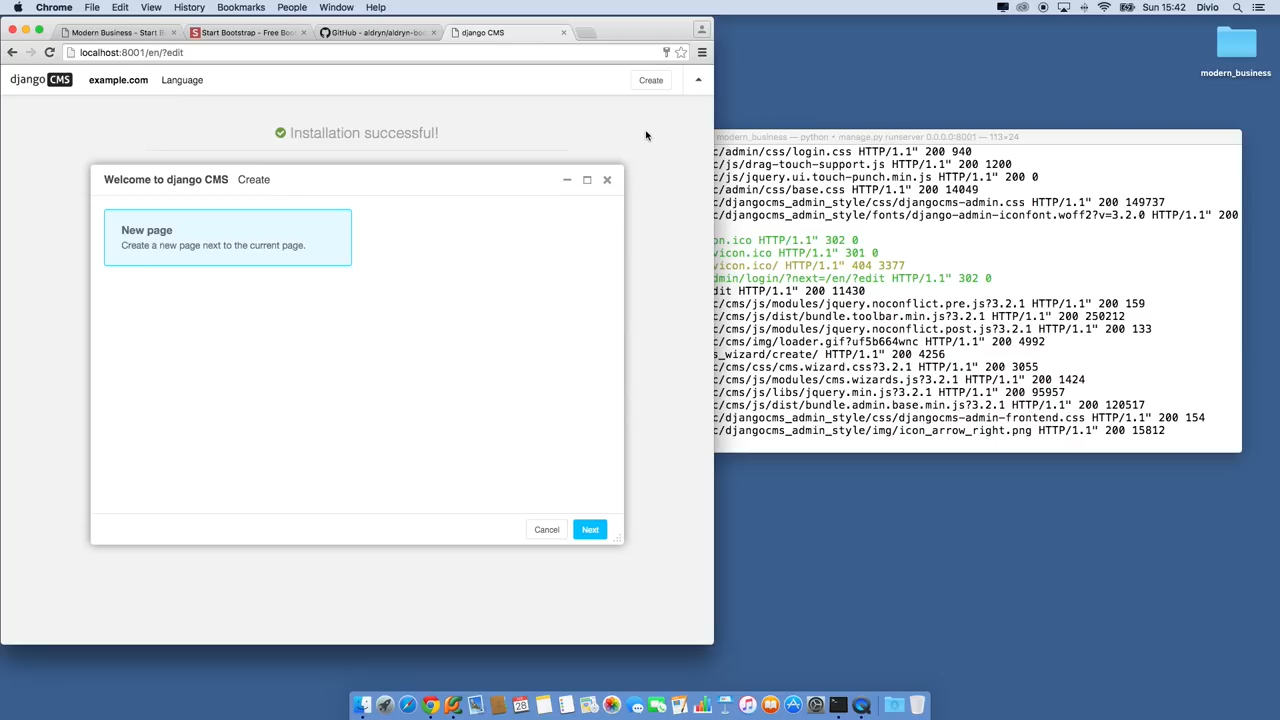 Chrome File Edit View History Bookmarks People Window Help Sun 15:42 Divio
Modern Business - Start B
Start Bootstrap - Free Boo
GitHub - aldryn/aldryn-boo
django CMS
localhost:8001/en/?edit
django CMS example.com Language Create
modern_business
Installation successful!
Welcome to django CMS Create
New page
Create a new page next to the current page.
Cancel Next
modern_business — python • manage.py runserver 0.0.0.0:8001 — 113×24
c/admin/css/login.css HTTP/1.1" 200 940
c/js/drag-touch-support.js HTTP/1.1" 200 1200
c/js/jquery.ui.touch-punch.min.js HTTP/1.1" 200 0
c/admin/css/base.css HTTP/1.1" 200 14049
c/djangocms_admin_style/css/djangocms-admin.css HTTP/1.1" 200 149737
c/djangocms_admin_style/fonts/django-admin-iconfont.woff2?v=3.2.0 HTTP/1.1" 200
on.ico HTTP/1.1" 302 0
vicon.ico HTTP/1.1" 301 0
vicon.ico/ HTTP/1.1" 404 3377
dmin/login/?next=/en/?edit HTTP/1.1" 302 0
dit HTTP/1.1" 200 11430
c/cms/js/modules/jquery.noconflict.pre.js?3.2.1 HTTP/1.1" 200 159
c/cms/js/dist/bundle.toolbar.min.js?3.2.1 HTTP/1.1" 200 250212
c/cms/js/modules/jquery.noconflict.post.js?3.2.1 HTTP/1.1" 200 133
c/cms/img/loader.gif?uf5b664wnc HTTP/1.1" 200 4992
s_wizard/create/ HTTP/1.1" 200 4256
c/cms/css/cms.wizard.css?3.2.1 HTTP/1.1" 200 3055
c/cms/js/modules/cms.wizards.js?3.2.1 HTTP/1.1" 200 1424
c/cms/js/libs/jquery.min.js?3.2.1 HTTP/1.1" 200 95957
c/cms/js/dist/bundle.admin.base.min.js?3.2.1 HTTP/1.1" 200 120517
c/djangocms_admin_style/css/djangocms-admin-frontend.css HTTP/1.1" 200 154
c/djangocms_admin_style/img/icon_arrow_right.png HTTP/1.1" 200 15812